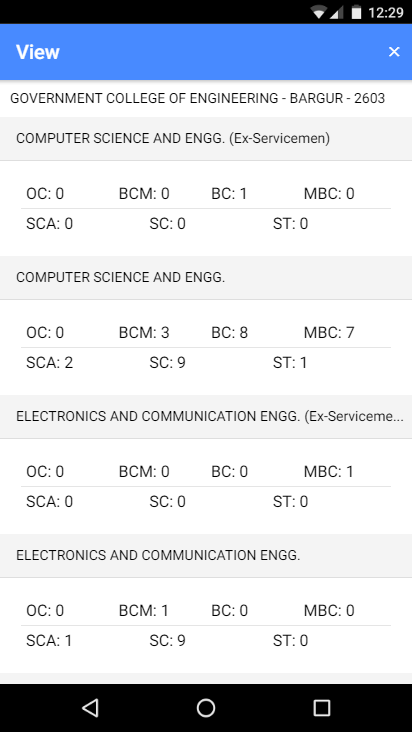 12:29
View ×
GOVERNMENT COLLEGE OF ENGINEERING - BARGUR - 2603
COMPUTER SCIENCE AND ENGG. (Ex-Servicemen)
OC: 0 BCM: 0 BC: 1 MBC: 0
SCA: 0 SC: 0 ST: 0
COMPUTER SCIENCE AND ENGG.
OC: 0 BCM: 3 BC: 8 MBC: 7
SCA: 2 SC: 9 ST: 1
ELECTRONICS AND COMMUNICATION ENGG. (Ex-Serviceme...
OC: 0 BCM: 0 BC: 0 MBC: 1
SCA: 0 SC: 0 ST: 0
ELECTRONICS AND COMMUNICATION ENGG.
OC: 0 BCM: 1 BC: 0 MBC: 0
SCA: 1 SC: 9 ST: 0